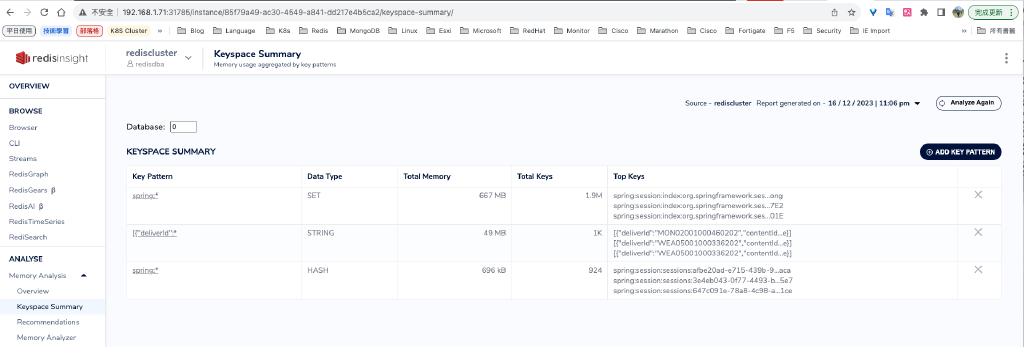 不安全 192.168.1.71:31785/instance/85f79a49-ac30-4549-a841-dd217e4b5ca2/keyspace-summary/
完成更新
平日使用 技術學習 部落格 K8S Cluster » Blog Language K8s Redis MongoDB Linux Esxi Microsoft RedHat Monitor Cisco Marathon Cisco Fortigate F5 Security IE Import » 所有書籤
redisinsight
rediscluster
redisdba
Keyspace Summary
Memory usage aggregated by key patterns
OVERVIEW
BROWSE
Browser
CLI
Streams
RedisGraph
RedisGears β
RedisAI β
RedisTimeSeries
RediSearch
ANALYSE
Memory Analysis
Overview
Keyspace Summary
Recommendations
Memory Analyzer
Source - rediscluster Report generated on - 16 / 12 / 2023 | 11:06 pm
Analyze Again
Database: 0
KEYSPACE SUMMARY
ADD KEY PATTERN
Key Pattern Data Type Total Memory Total Keys Top Keys
spring:* SET 667 MB 1.9M spring:session:index:org.springframework.ses...ong
spring:session:index:org.springframework.ses...7E2
spring:session:index:org.springframework.ses...01E
[{"deliverId":* STRING 49 MB 1K [{"deliverId":"MON02001000460202","contentId...e}]
[{"deliverId":"WEA05001000336202","contentId...e}]
[{"deliverId":"WEA05001000336202","contentId...e}]
spring:* HASH 696 kB 924 spring:session:sessions:afbe20ad-e715-439b-9...aca
spring:session:sessions:3e4eb043-0f77-4493-b...5e7
spring:session:sessions:647c091e-78a8-4c98-a...1ce